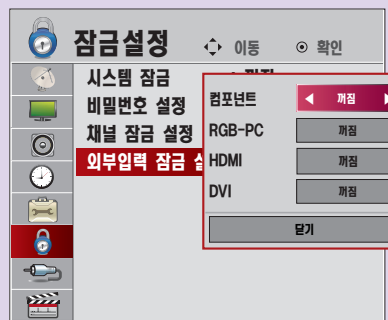 잠금설정 이동 확인
시스템 잠금
비밀번호 설정
채널 잠금 설정
외부입력 잠금
컴포넌트 꺼짐
RGB-PC 꺼짐
HDMI 꺼짐
DVI 꺼짐
닫기